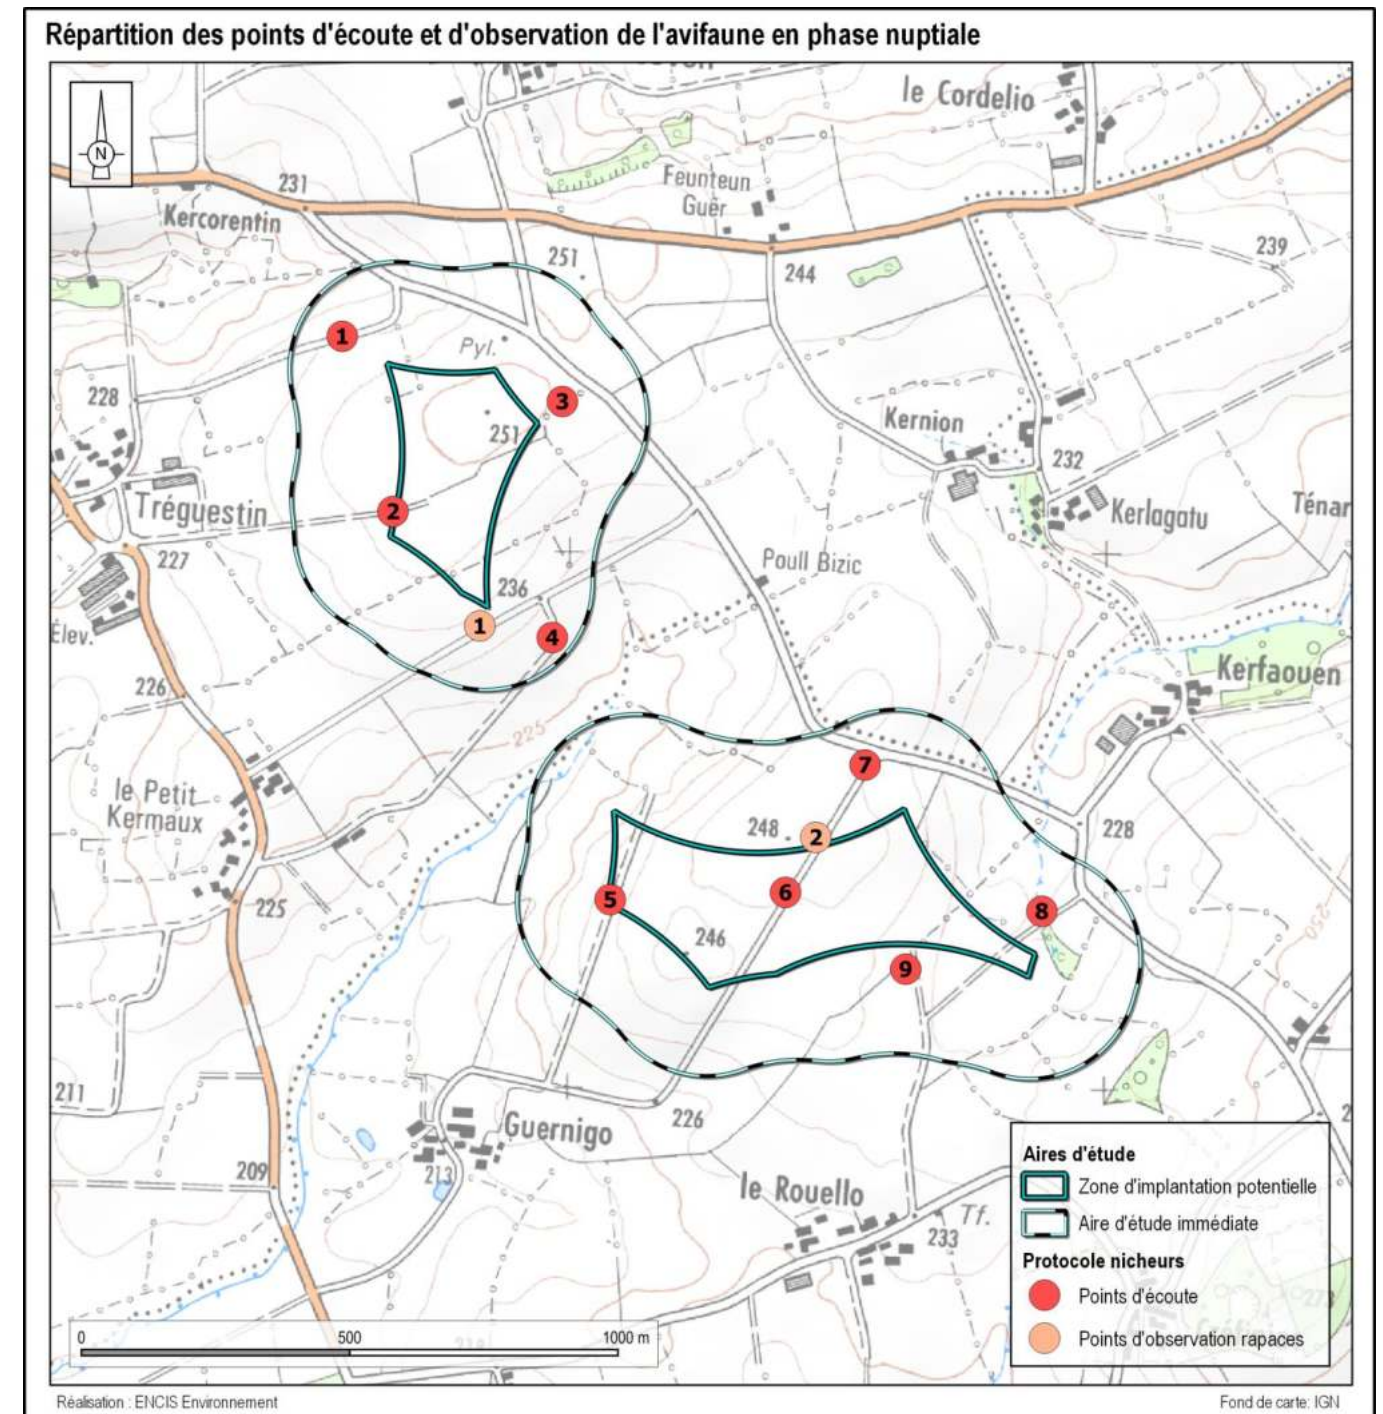 Répartition des points d'écoute et d'observation de l'avifaune en phase nuptiale
le Cordelio
N
231
Feunteun
Guër
Kercorentin
251
244
239
1
Pyl.
228
3
251
Kernion
232
2
Tréguestin
Kerlagatu
Ténar
227
Poull Bizic
236
Élev.
1
4
Kerfaouen
226
225
7
le Petit
Kermaux
248
2
228
5
6
8
225
246
250
9
211
Guernigo
226
209
213
le Rouello
Tf.
233
Aires d'étude
Zone d'implantation potentielle
Aire d'étude immédiate
Protocole nicheurs
Points d'écoute
Points d'observation rapaces
273
0
500
1000 m
Réalisation : ENCIS Environnement
Fond de carte: IGN